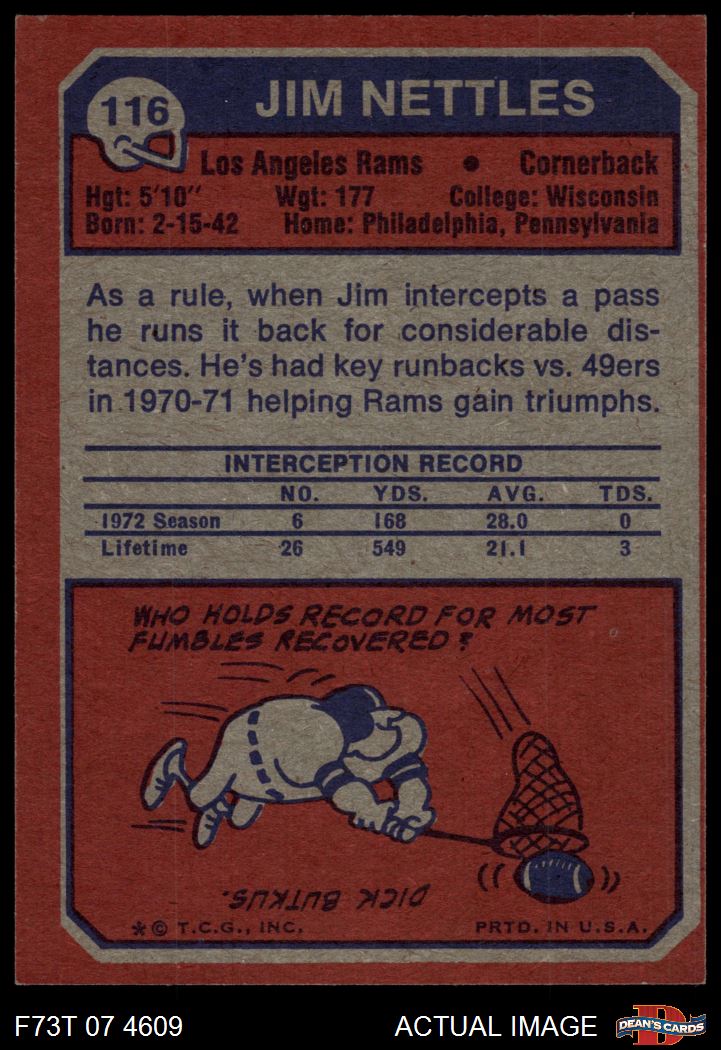 116
JIM NETTLES
Los Angeles Rams • Cornerback
Hgt: 5'10" Wgt: 177 College: Wisconsin
Born: 2-15-42 Home: Philadelphia, Pennsylvania
As a rule, when Jim intercepts a pass
he runs it back for considerable dis-
tances. He's had key runbacks vs. 49ers
in 1970-71 helping Rams gain triumphs.
INTERCEPTION RECORD
NO. YDS. AVG. TDS.
1972 Season 6 168 28.0 0
Lifetime 26 549 21.1 3
WHO HOLDS RECORD FOR MOST
FUMBLES RECOVERED?
DICK BUTKUS.
*© T.C.G., INC. PRTD. IN U.S.A.
F73T 07 4609 ACTUAL IMAGE
D
DEAN'S CARDS